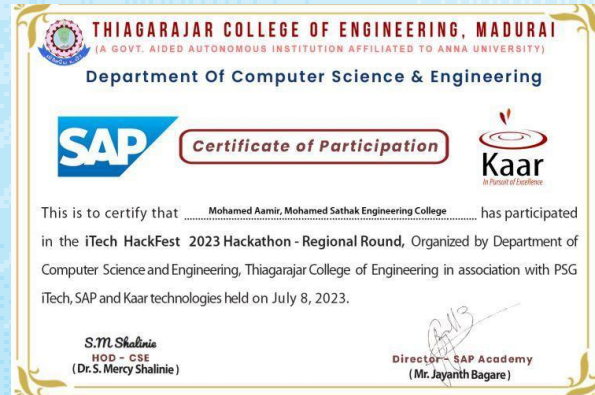 THIAGARAJAR COLLEGE OF ENGINEERING, MADURAI
(A GOVT. AIDED AUTONOMOUS INSTITUTION AFFILIATED TO ANNA UNIVERSITY)
Department Of Computer Science & Engineering
SAP
Certificate of Participation
Kaar
In Pursuit of Excellence
This is to certify that Mohamed Aamir, Mohamed Sathak Engineering College has participated
in the iTech HackFest 2023 Hackathon - Regional Round, Organized by Department of
Computer Science and Engineering, Thiagarajar College of Engineering in association with PSG
iTech, SAP and Kaar technologies held on July 8, 2023.
S.M Shalinie
HOD - CSE
(Dr. S. Mercy Shalinie)
Director - SAP Academy
(Mr. Jayanth Bagare)